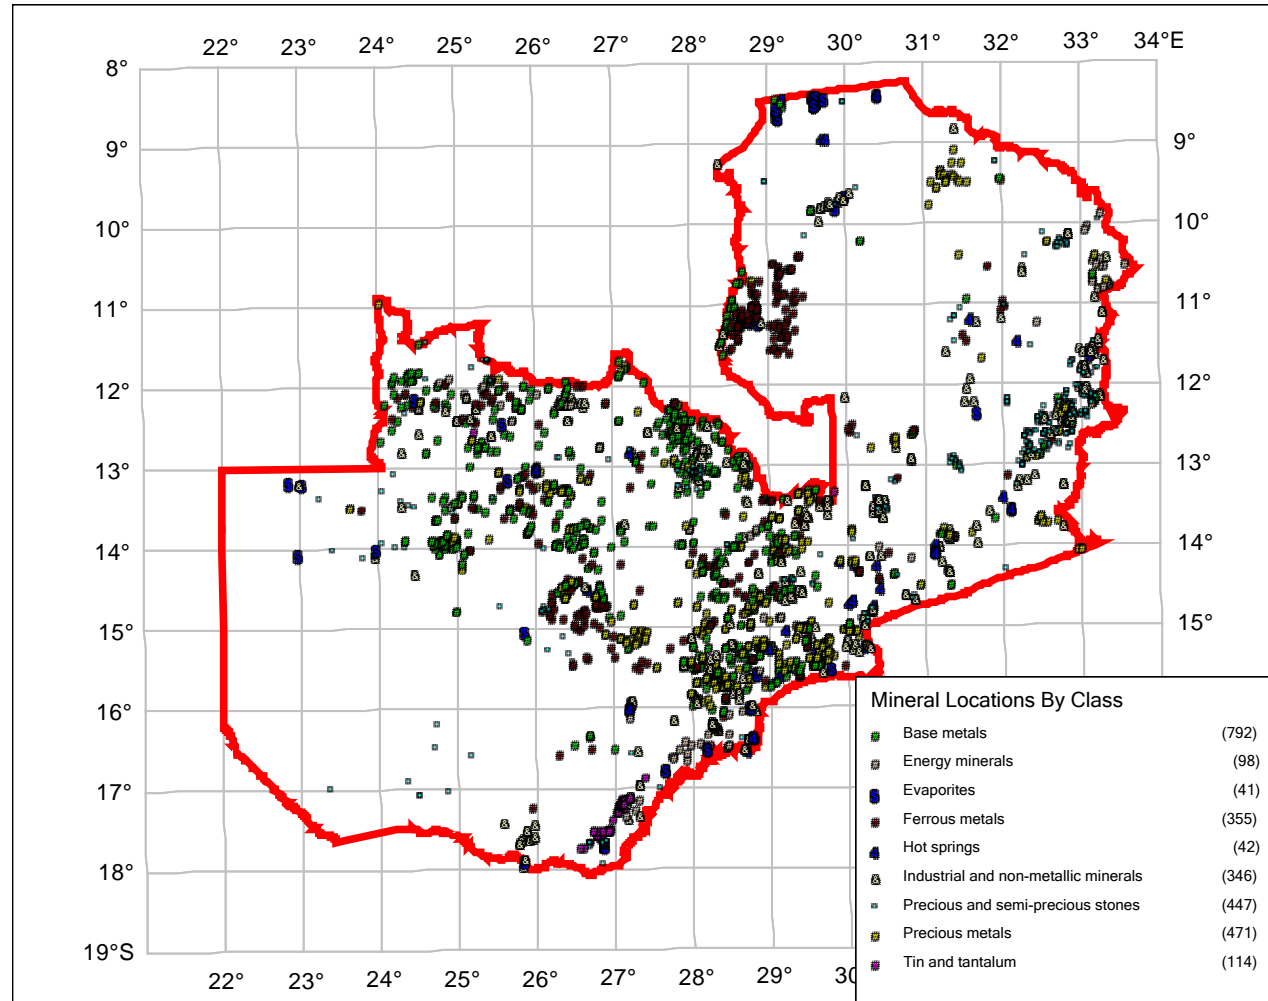 22° 23° 24° 25° 26° 27° 28° 29° 30° 31° 32° 33° 34°E
8°
9° 9°
10° 10°
11° 11°
12° 12°
13° 13°
14° 14°
15° 15°
16°
17°
18°
19°S
22° 23° 24° 25° 26° 27° 28° 29° 30
Mineral Locations By Class
Base metals (792)
Energy minerals (98)
Evaporites (41)
Ferrous metals (355)
Hot springs (42)
Industrial and non-metallic minerals (346)
Precious and semi-precious stones (447)
Precious metals (471)
Tin and tantalum (114)